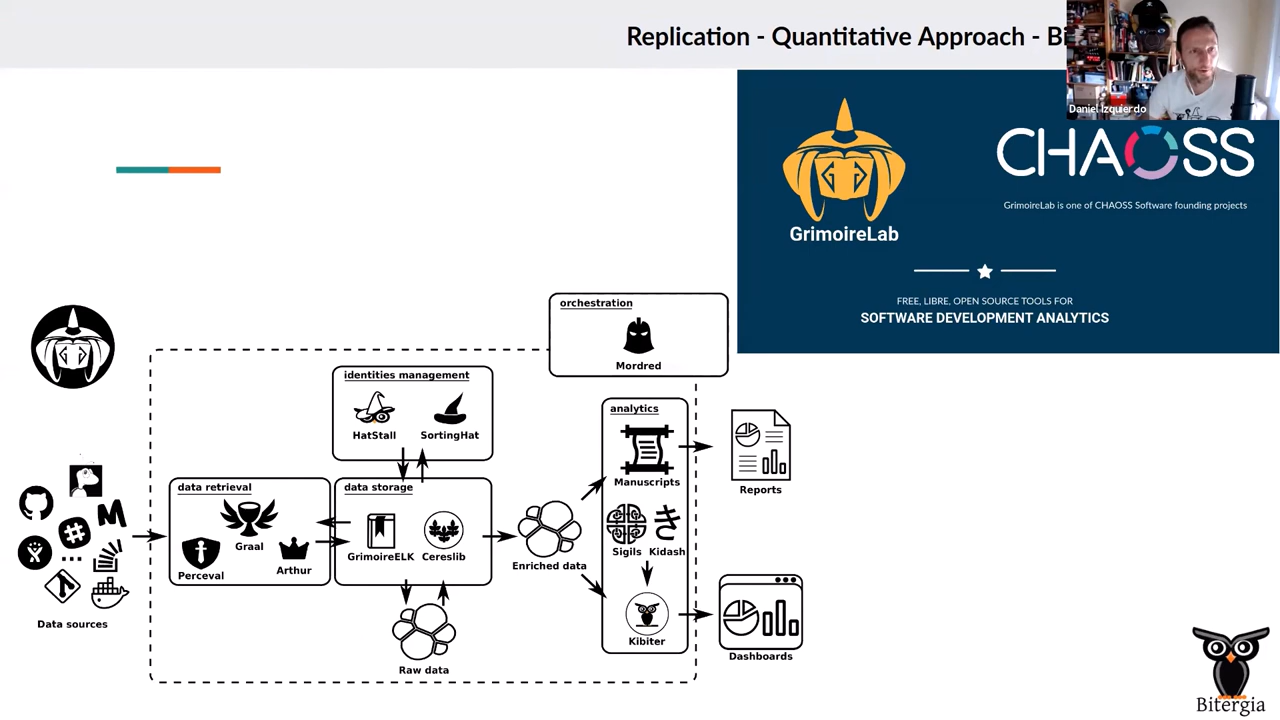 Replication - Quantitative Approach -
Daniel Izquierdo
CHAOSS
GrimoireLab is one of CHAOSS Software founding projects
GrimoireLab
FREE, LIBRE, OPEN SOURCE TOOLS FOR
SOFTWARE DEVELOPMENT ANALYTICS
orchestration
Mordred
identities management
HatStall
SortingHat
analytics
Manuscripts
Reports
data retrieval
Graal
Perceval
Arthur
data storage
GrimoireELK
Cereslib
Enriched data
Sigils
Kidash
き
Kibiter
Data sources
Raw data
Dashboards
Bitergia